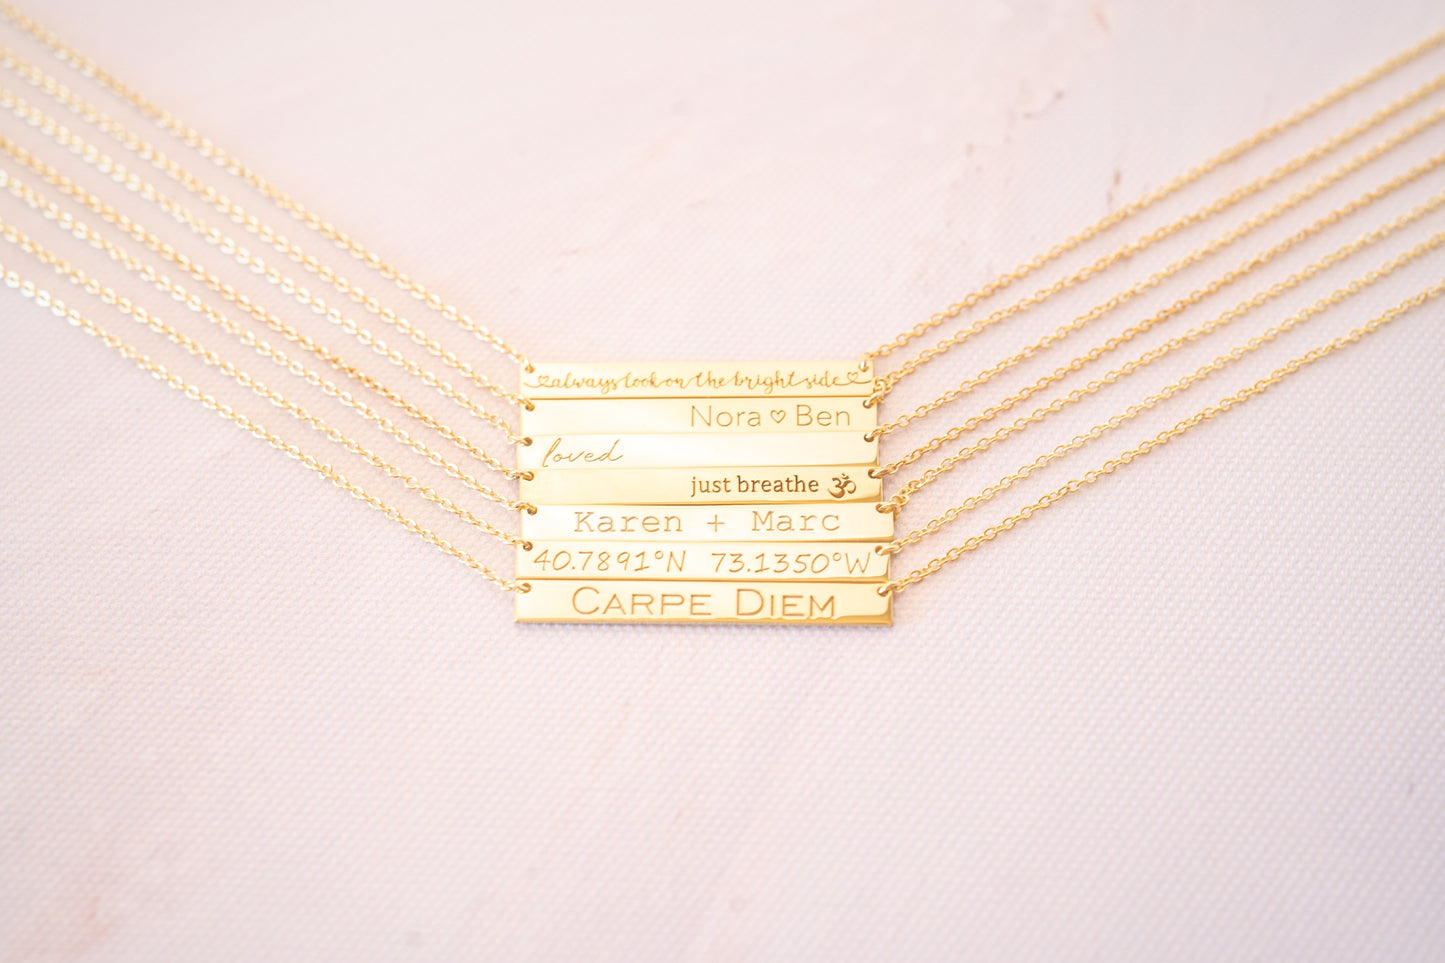 ♡always look on the bright side♡
Nora ♡ Ben
loved
just breathe ॐ
Karen + Marc
40.7891°N 73.1350°W
CARPE DIEM